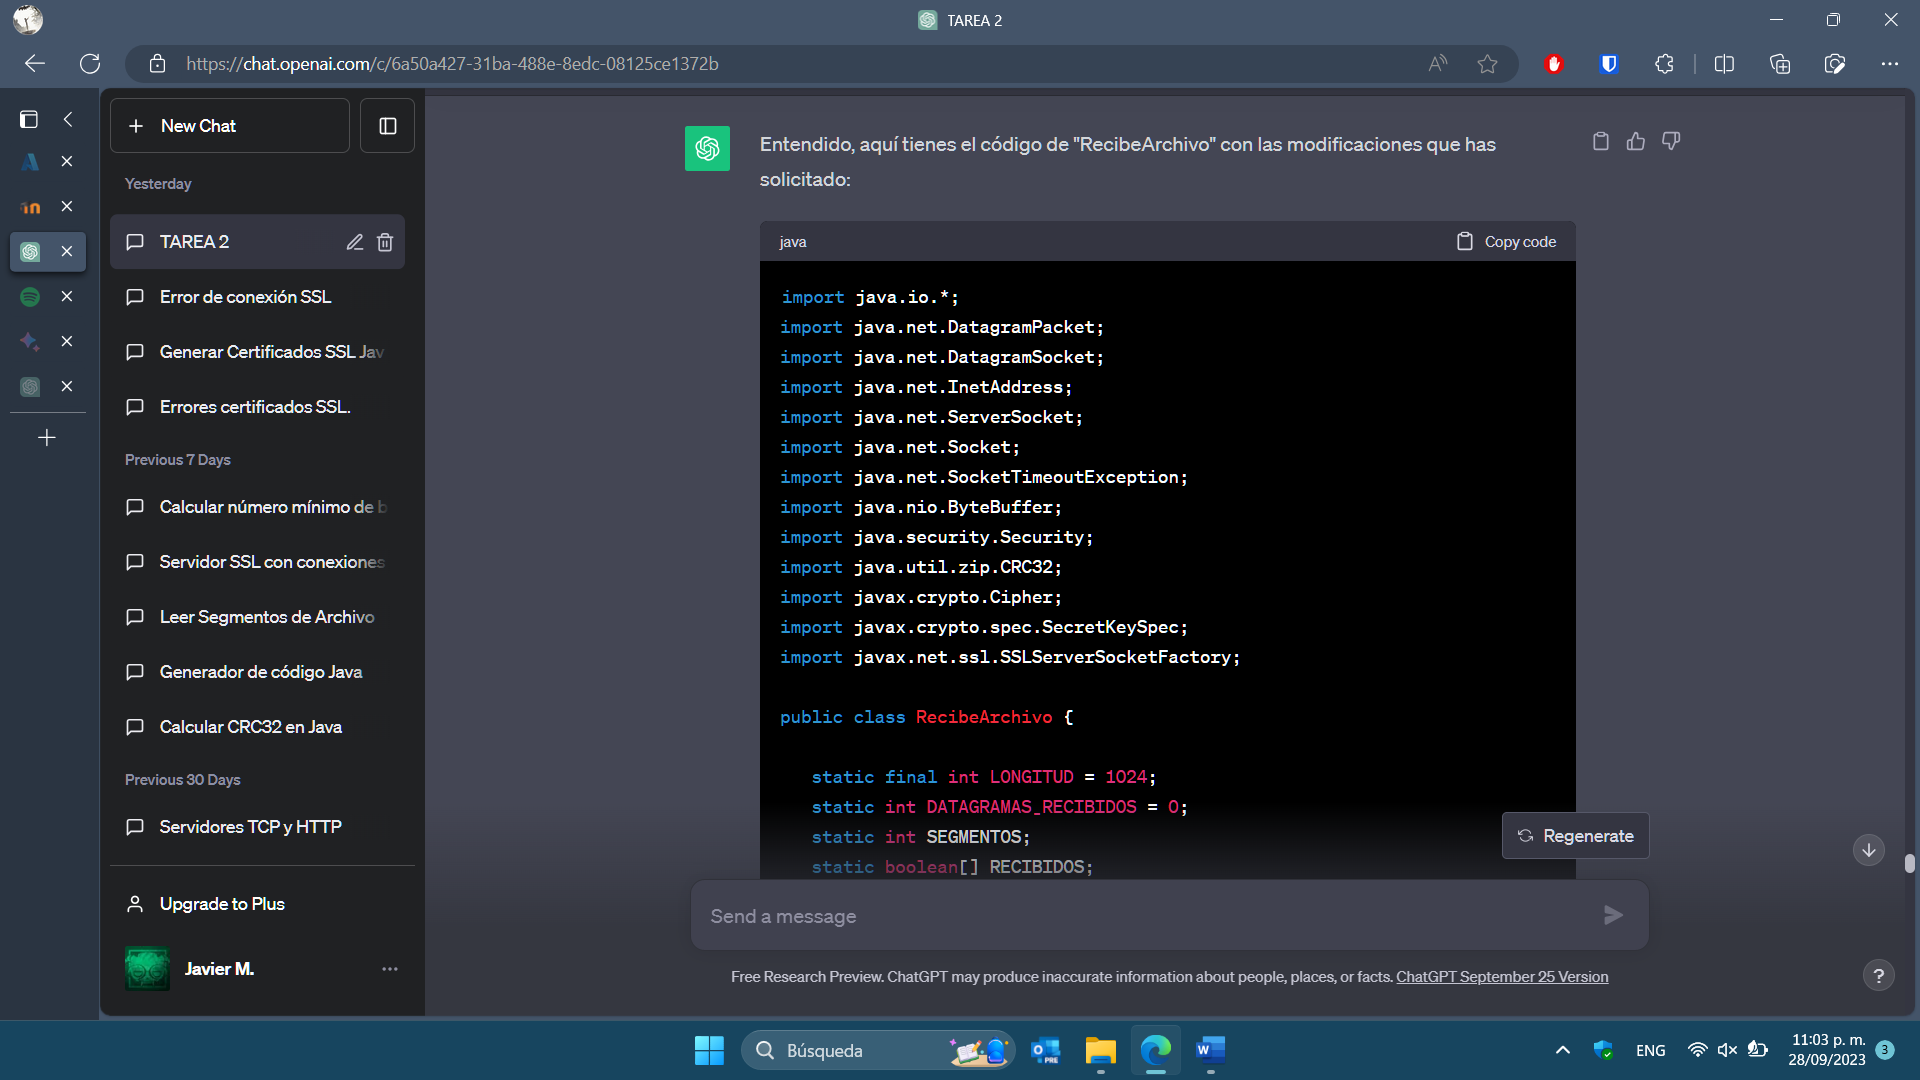 TAREA 2
https://chat.openai.com/c/6a50a427-31ba-488e-8edc-08125ce1372b
New Chat
Yesterday
TAREA 2
Error de conexión SSL
Generar Certificados SSL Jav
Errores certificados SSL.
Previous 7 Days
Calcular número mínimo de b
Servidor SSL con conexiones
Leer Segmentos de Archivo
Generador de código Java
Calcular CRC32 en Java
Previous 30 Days
Servidores TCP y HTTP
Upgrade to Plus
Javier M.
Entendido, aquí tienes el código de "RecibeArchivo" con las modificaciones que has
solicitado:
java
Copy code
import java.io.*;
import java.net.DatagramPacket;
import java.net.DatagramSocket;
import java.net.InetAddress;
import java.net.ServerSocket;
import java.net.Socket;
import java.net.SocketTimeoutException;
import java.nio.ByteBuffer;
import java.security.Security;
import java.util.zip.CRC32;
import javax.crypto.Cipher;
import javax.crypto.spec.SecretKeySpec;
import javax.net.ssl.SSLServerSocketFactory;
public class RecibeArchivo {
static final int LONGITUD = 1024;
static int DATAGRAMAS_RECIBIDOS = 0;
static int SEGMENTOS;
static boolean[] RECIBIDOS;
Regenerate
Send a message
Free Research Preview. ChatGPT may produce inaccurate information about people, places, or facts. ChatGPT September 25 Version
?
Búsqueda
ENG
11:03 p. m.
28/09/2023
3